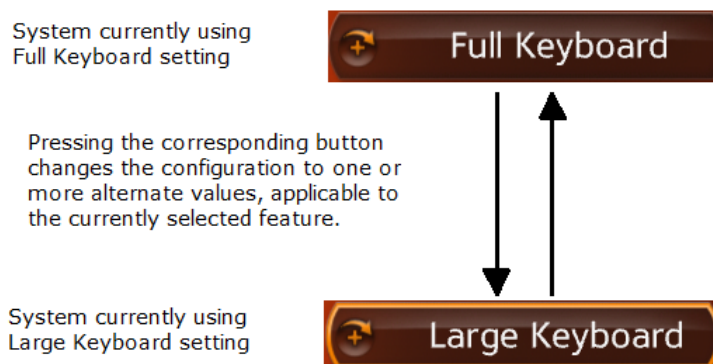 System currently using
Full Keyboard setting
Full Keyboard
Pressing the corresponding button
changes the configuration to one or
more alternate values, applicable to
the currently selected feature.
System currently using
Large Keyboard setting
Large Keyboard